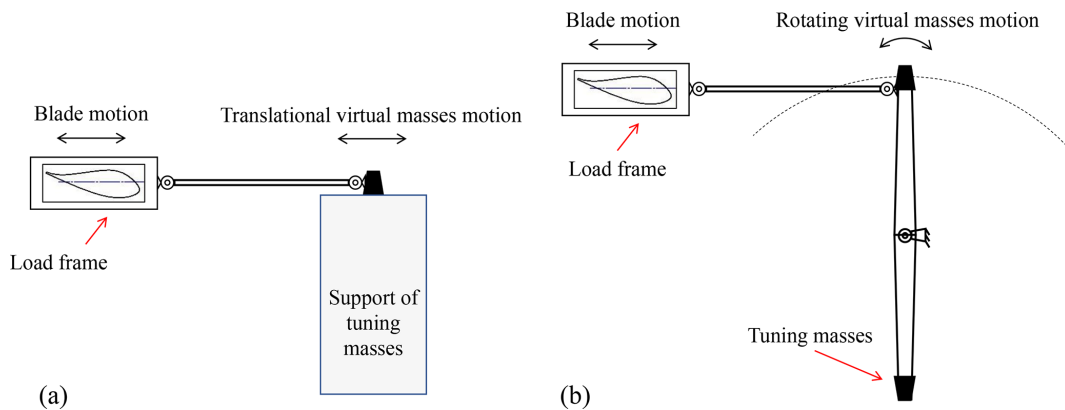 Blade motion
Translational virtual masses motion
Load frame
Support of
tuning
masses
(a)
Blade motion
Rotating virtual masses motion
Load frame
Tuning masses
(b)